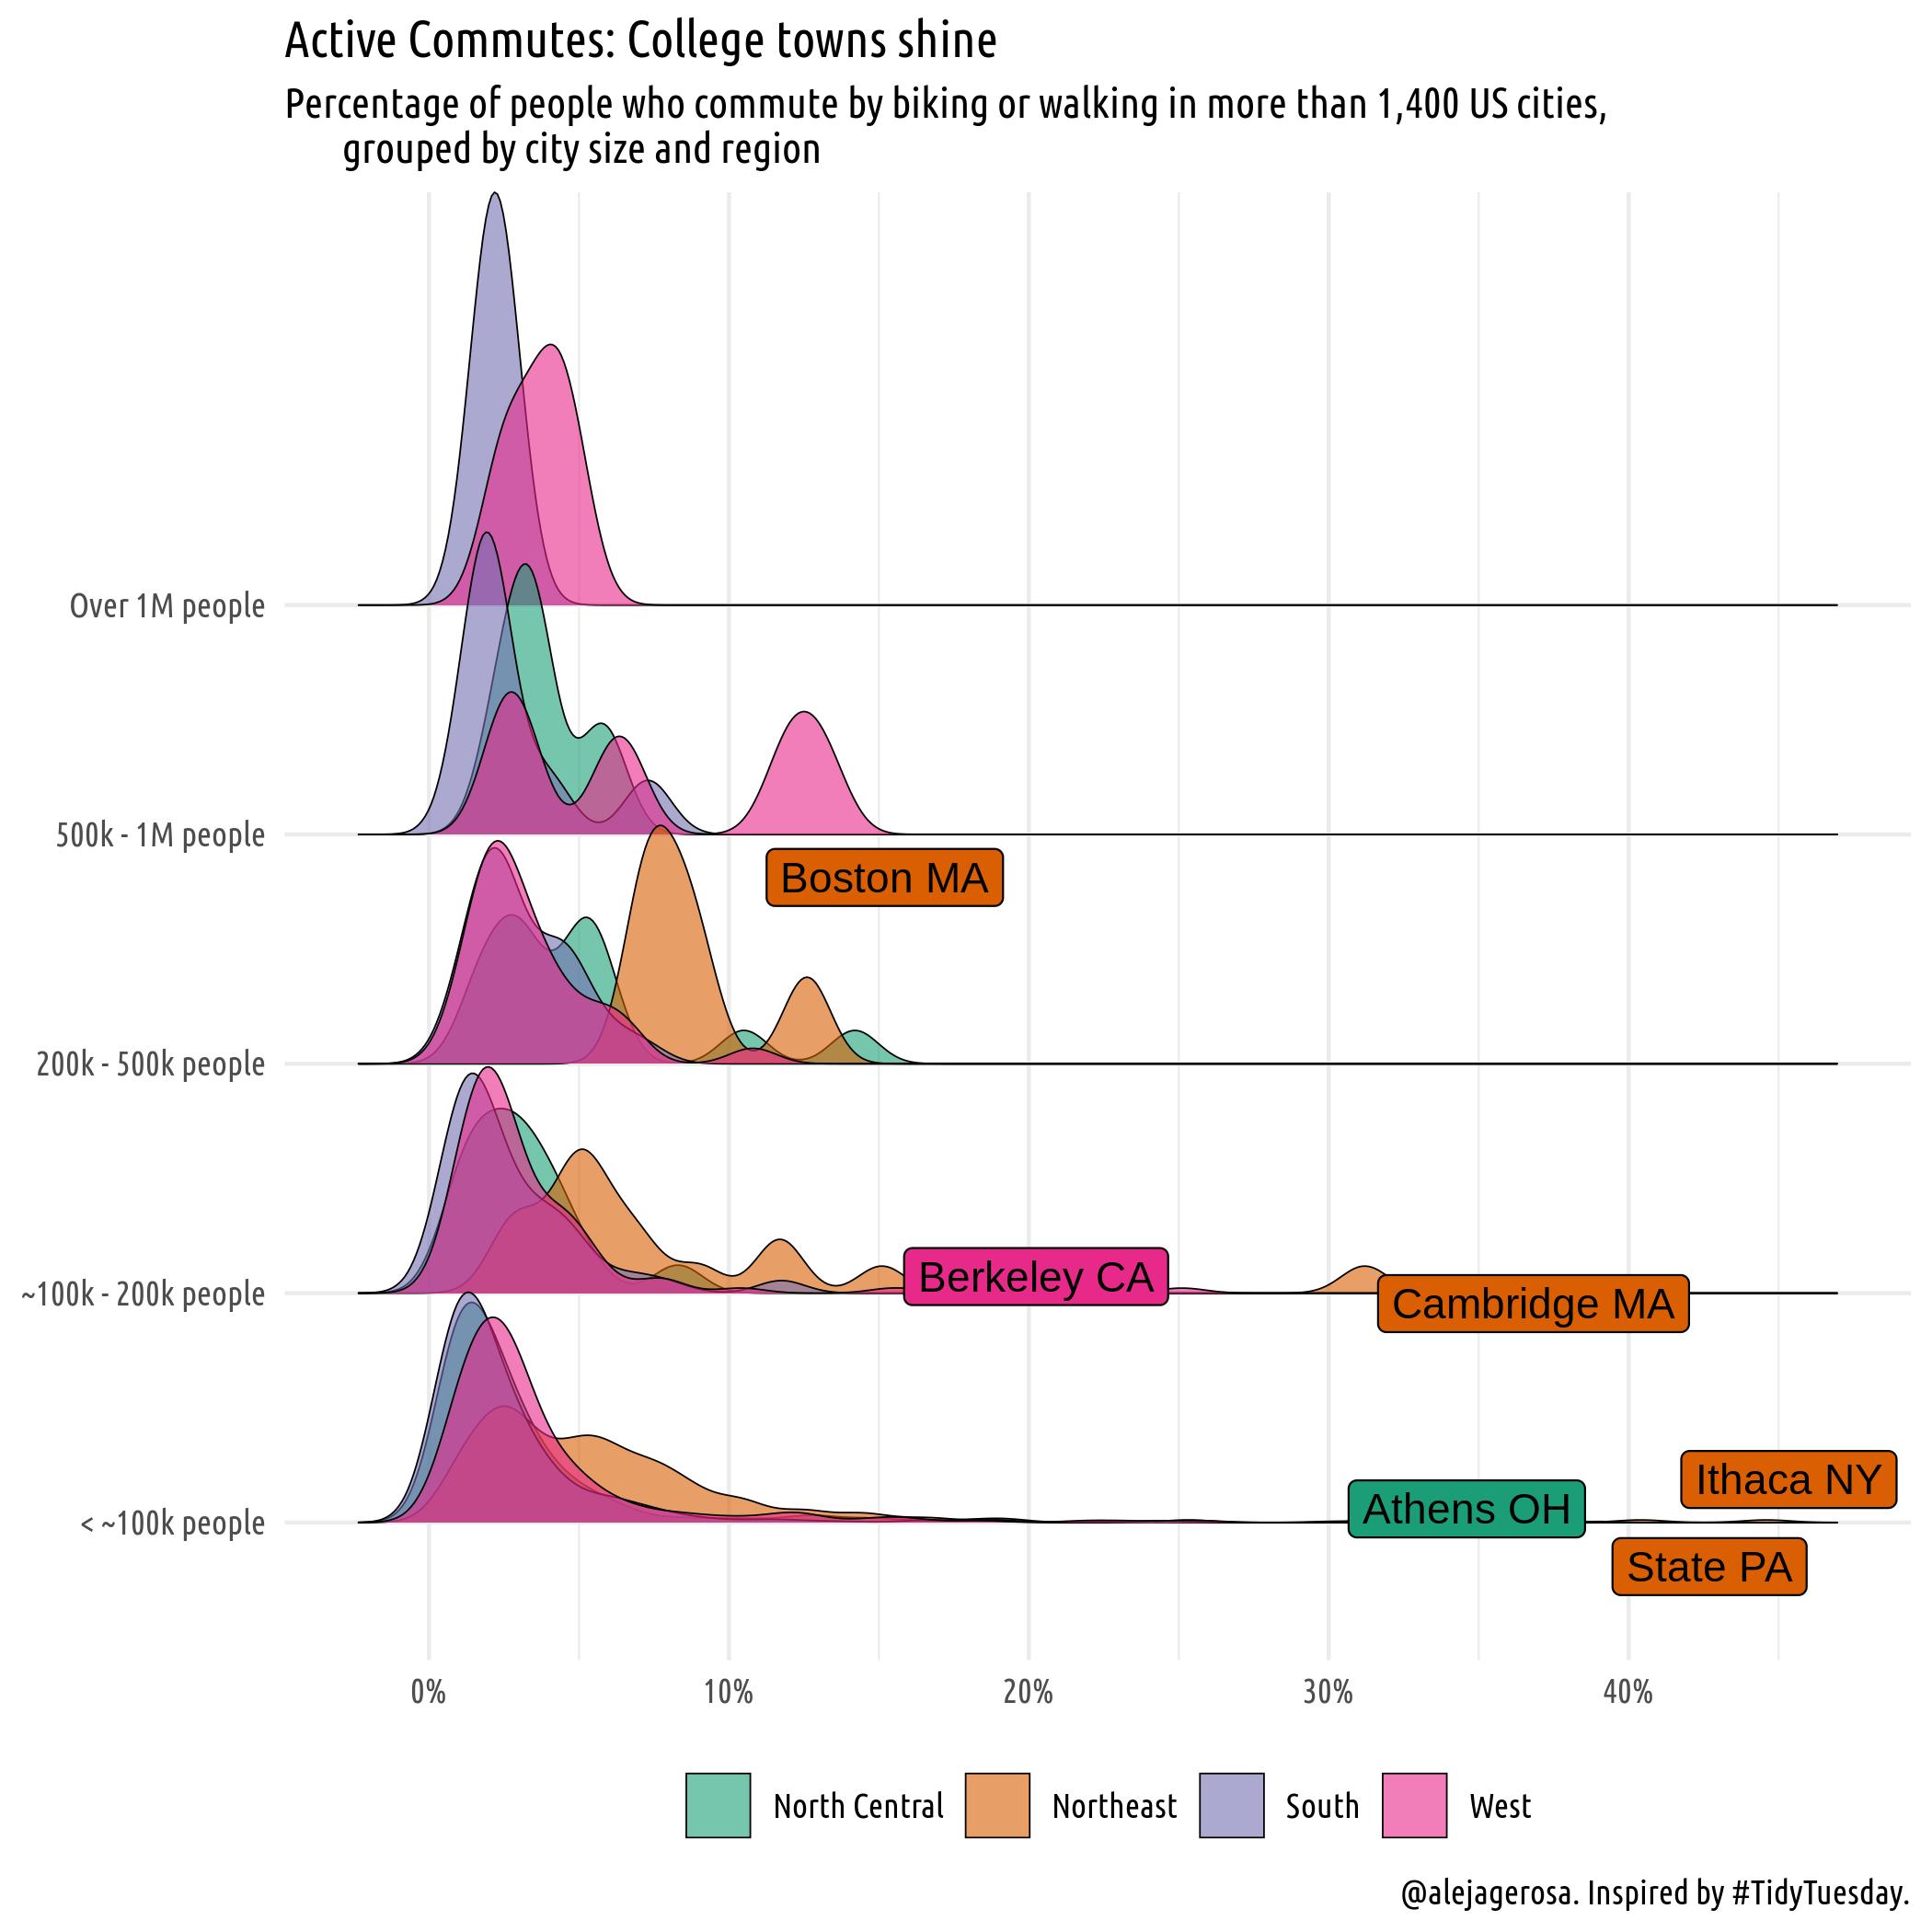 Active Commutes: College towns shine
Percentage of people who commute by biking or walking in more than 1,400 US cities,
grouped by city size and region
Over 1M people
500k - 1M people
Boston MA
200k - 500k people
Berkeley CA
~100k - 200k people
Cambridge MA
Ithaca NY
Athens OH
< ~100k people
State PA
0% 10% 20% 30% 40%
North Central Northeast South West
@alejagerosa. Inspired by #TidyTuesday.